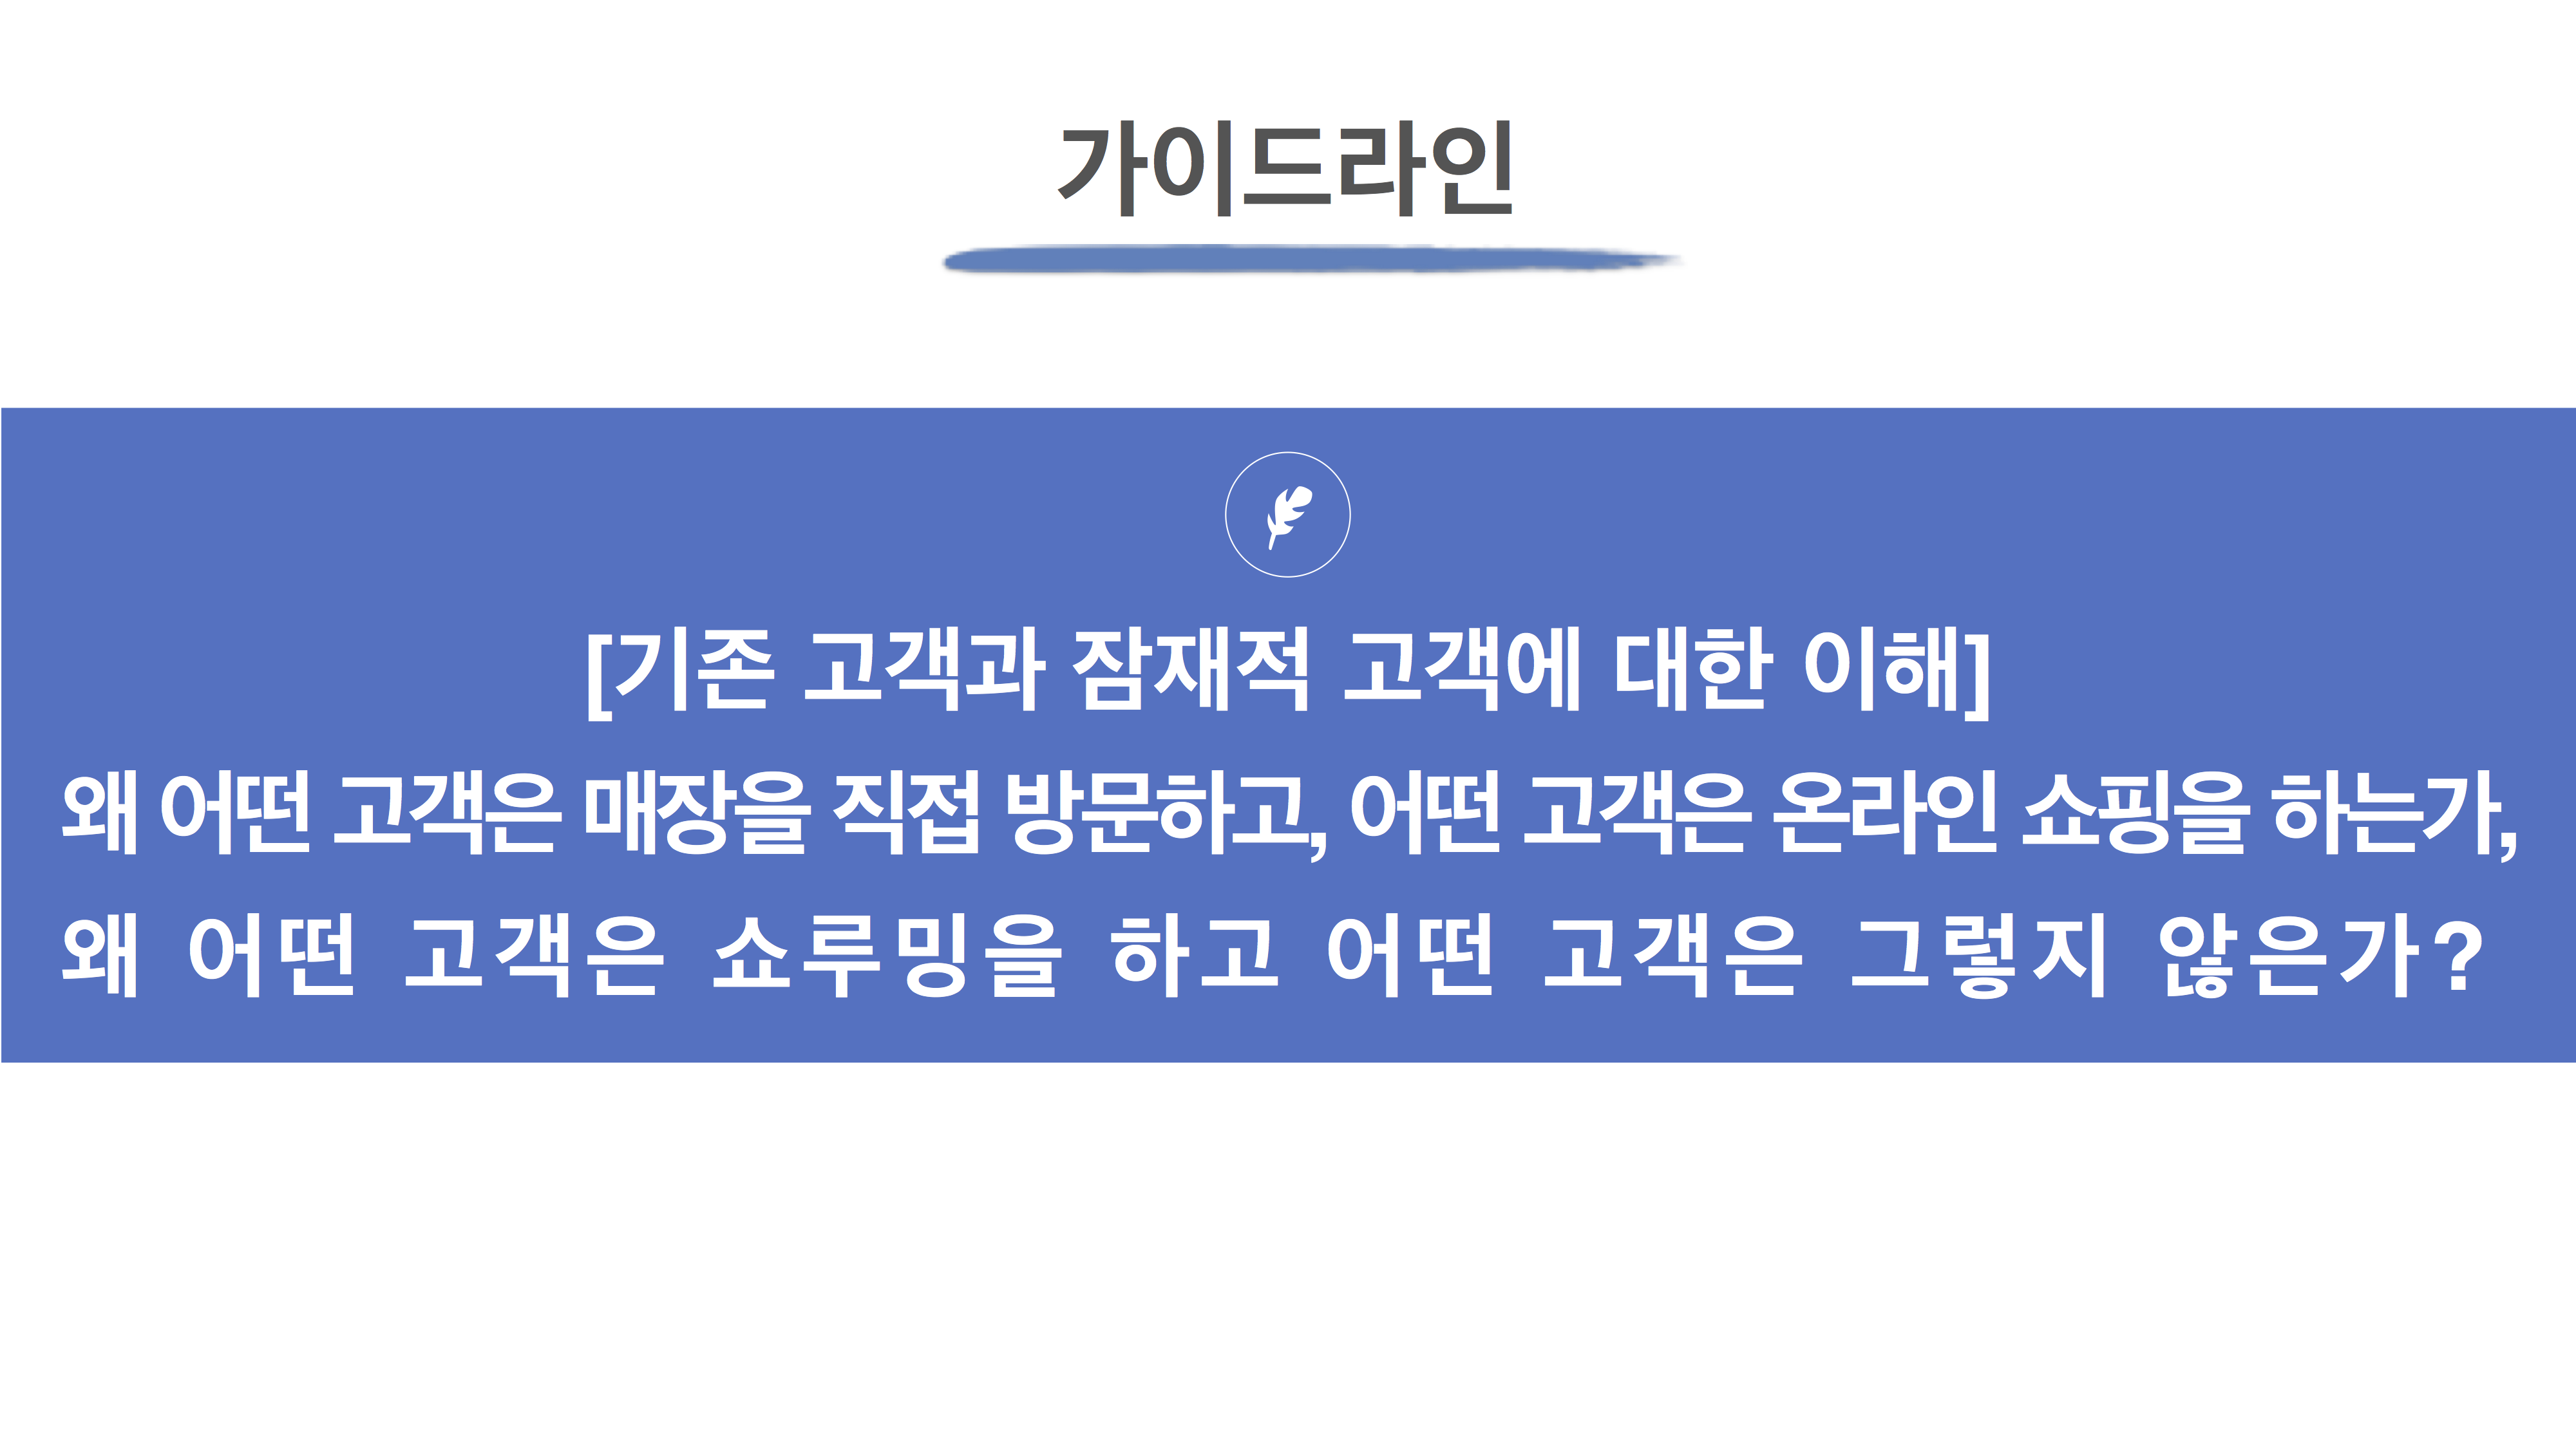 가이드라인
[기존 고객과 잠재적 고객에 대한 이해]
왜 어떤 고객은 매장을 직접 방문하고, 어떤 고객은 온라인 쇼핑을 하는가,
왜 어떤 고객은 쇼루밍을 하고 어떤 고객은 그렇지 않은가?